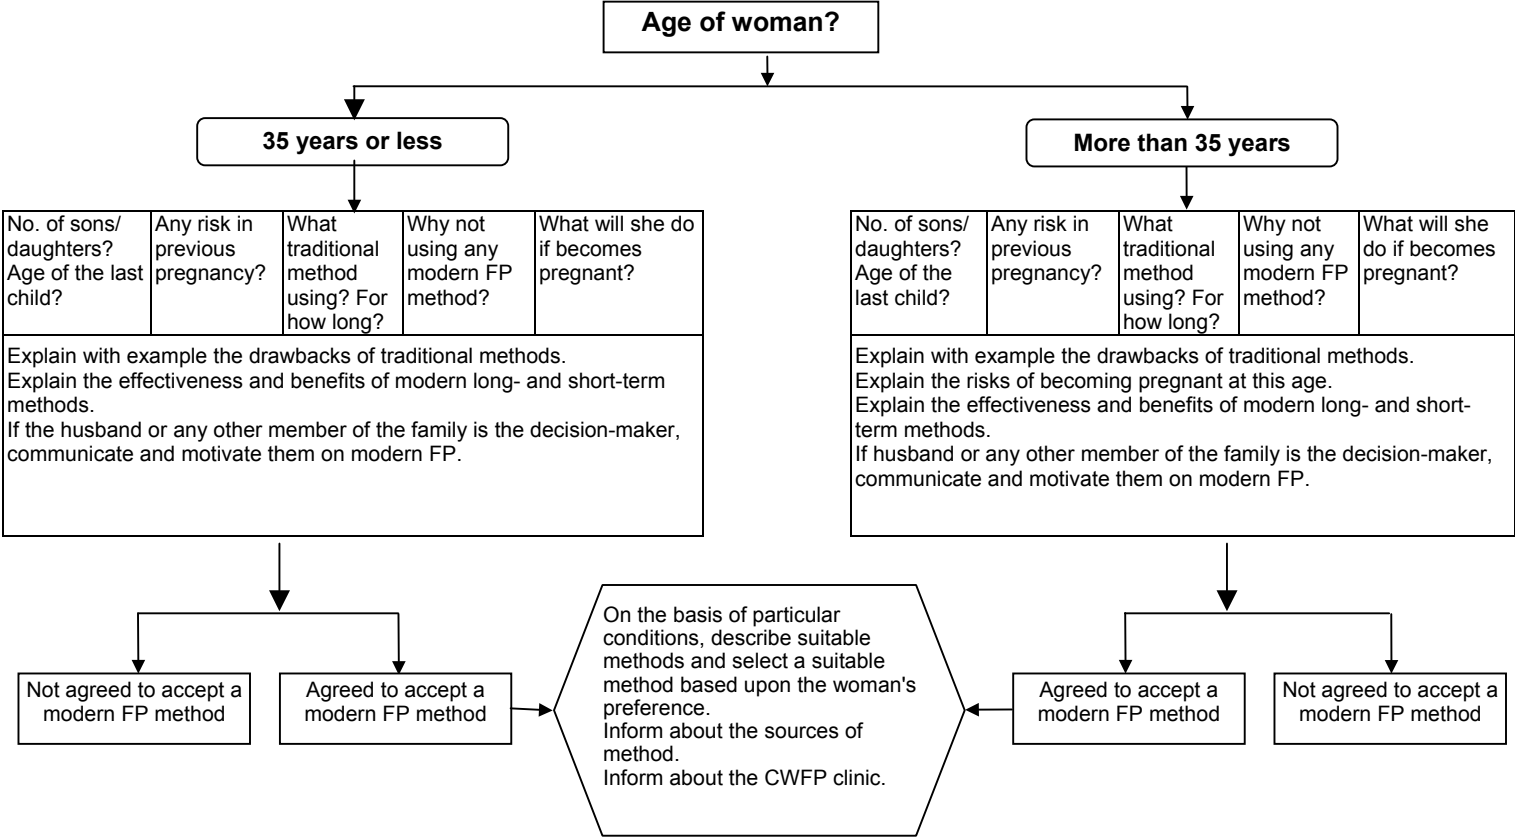 Age of woman?
35 years or less
More than 35 years
No. of sons/
daughters?
Age of the last
child?
Any risk in
previous
pregnancy?
What
traditional
method
using? For
how long?
Why not
using any
modern FP
method?
What will she do
if becomes
pregnant?
Explain with example the drawbacks of traditional methods.
Explain the effectiveness and benefits of modern long- and short-term
methods.
If the husband or any other member of the family is the decision-maker,
communicate and motivate them on modern FP.
No. of sons/
daughters?
Age of the
last child?
Any risk in
previous
pregnancy?
What
traditional
method
using? For
how long?
Why not
using any
modern FP
method?
What will she
do if becomes
pregnant?
Explain with example the drawbacks of traditional methods.
Explain the risks of becoming pregnant at this age.
Explain the effectiveness and benefits of modern long- and short-
term methods.
If husband or any other member of the family is the decision-maker,
communicate and motivate them on modern FP.
Not agreed to accept a
modern FP method
Agreed to accept a
modern FP method
On the basis of particular
conditions, describe suitable
methods and select a suitable
method based upon the woman's
preference.
Inform about the sources of
method.
Inform about the CWFP clinic.
Agreed to accept a
modern FP method
Not agreed to accept a
modern FP method